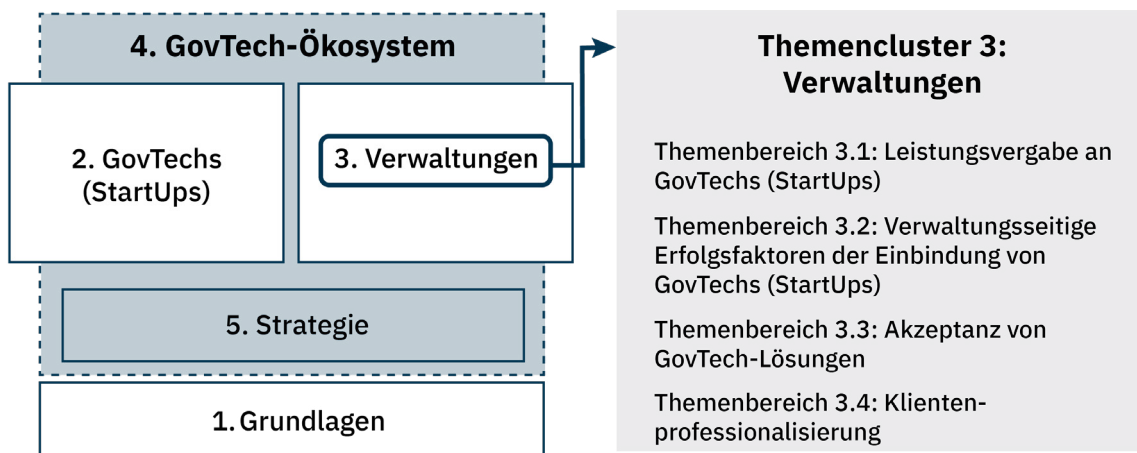 4. GovTech-Ökosystem
2. GovTechs
(StartUps)
3. Verwaltungen
5. Strategie
1. Grundlagen
Themencluster 3:
Verwaltungen
Themenbereich 3.1: Leistungsvergabe an
GovTechs (StartUps)
Themenbereich 3.2: Verwaltungsseitige
Erfolgsfaktoren der Einbindung von
GovTechs (StartUps)
Themenbereich 3.3: Akzeptanz von
GovTech-Lösungen
Themenbereich 3.4: Klienten-
professionalisierung